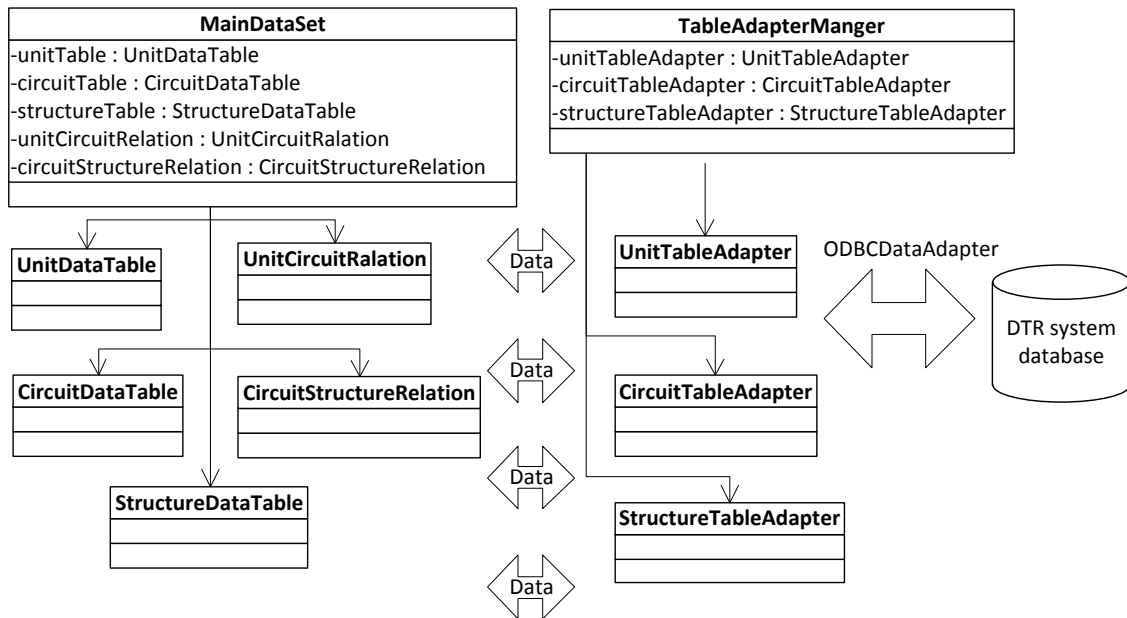 MainDataSet
-unitTable : UnitDataTable
-circuitTable : CircuitDataTable
-structureTable : StructureDataTable
-unitCircuitRelation : UnitCircuitRalation
-circuitStructureRelation : CircuitStructureRelation
TableAdapterManger
-unitTableAdapter : UnitTableAdapter
-circuitTableAdapter : CircuitTableAdapter
-structureTableAdapter : StructureTableAdapter
UnitDataTable
UnitCircuitRalation
Data
UnitTableAdapter
ODBCDataAdapter
DTR system
database
CircuitDataTable
CircuitStructureRelation
Data
CircuitTableAdapter
StructureDataTable
Data
StructureTableAdapter
Data